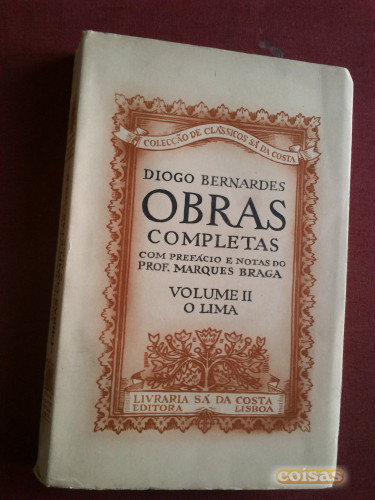 COLECÇÃO DE CLÁSSICOS SÁ DA COSTA
DIOGO BERNARDES
OBRAS
COMPLETAS
COM PREFÁCIO E NOTAS DO
PROF. MARQUES BRAGA
VOLUME II
O LIMA
LIVRARIA SÁ DA COSTA
EDITORA LISBOA
coisas